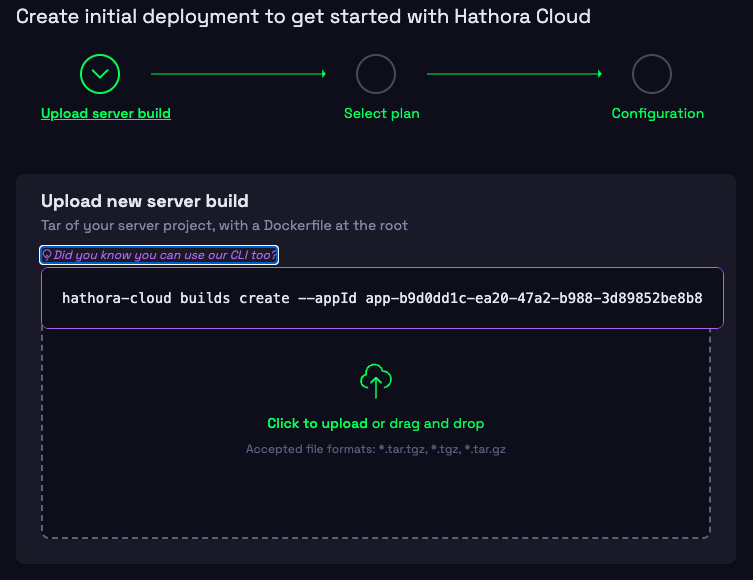 Create initial deployment to get started with Hathora Cloud
Upload server build
Select plan
Configuration
Upload new server build
Tar of your server project, with a Dockerfile at the root
Did you know you can use our CLI too?
hathora-cloud builds create --appId app-b9d0dd1c-ea20-47a2-b988-3d89852be8b8
Click to upload or drag and drop
Accepted file formats: *.tar.tgz, *.tgz, *.tar.gz